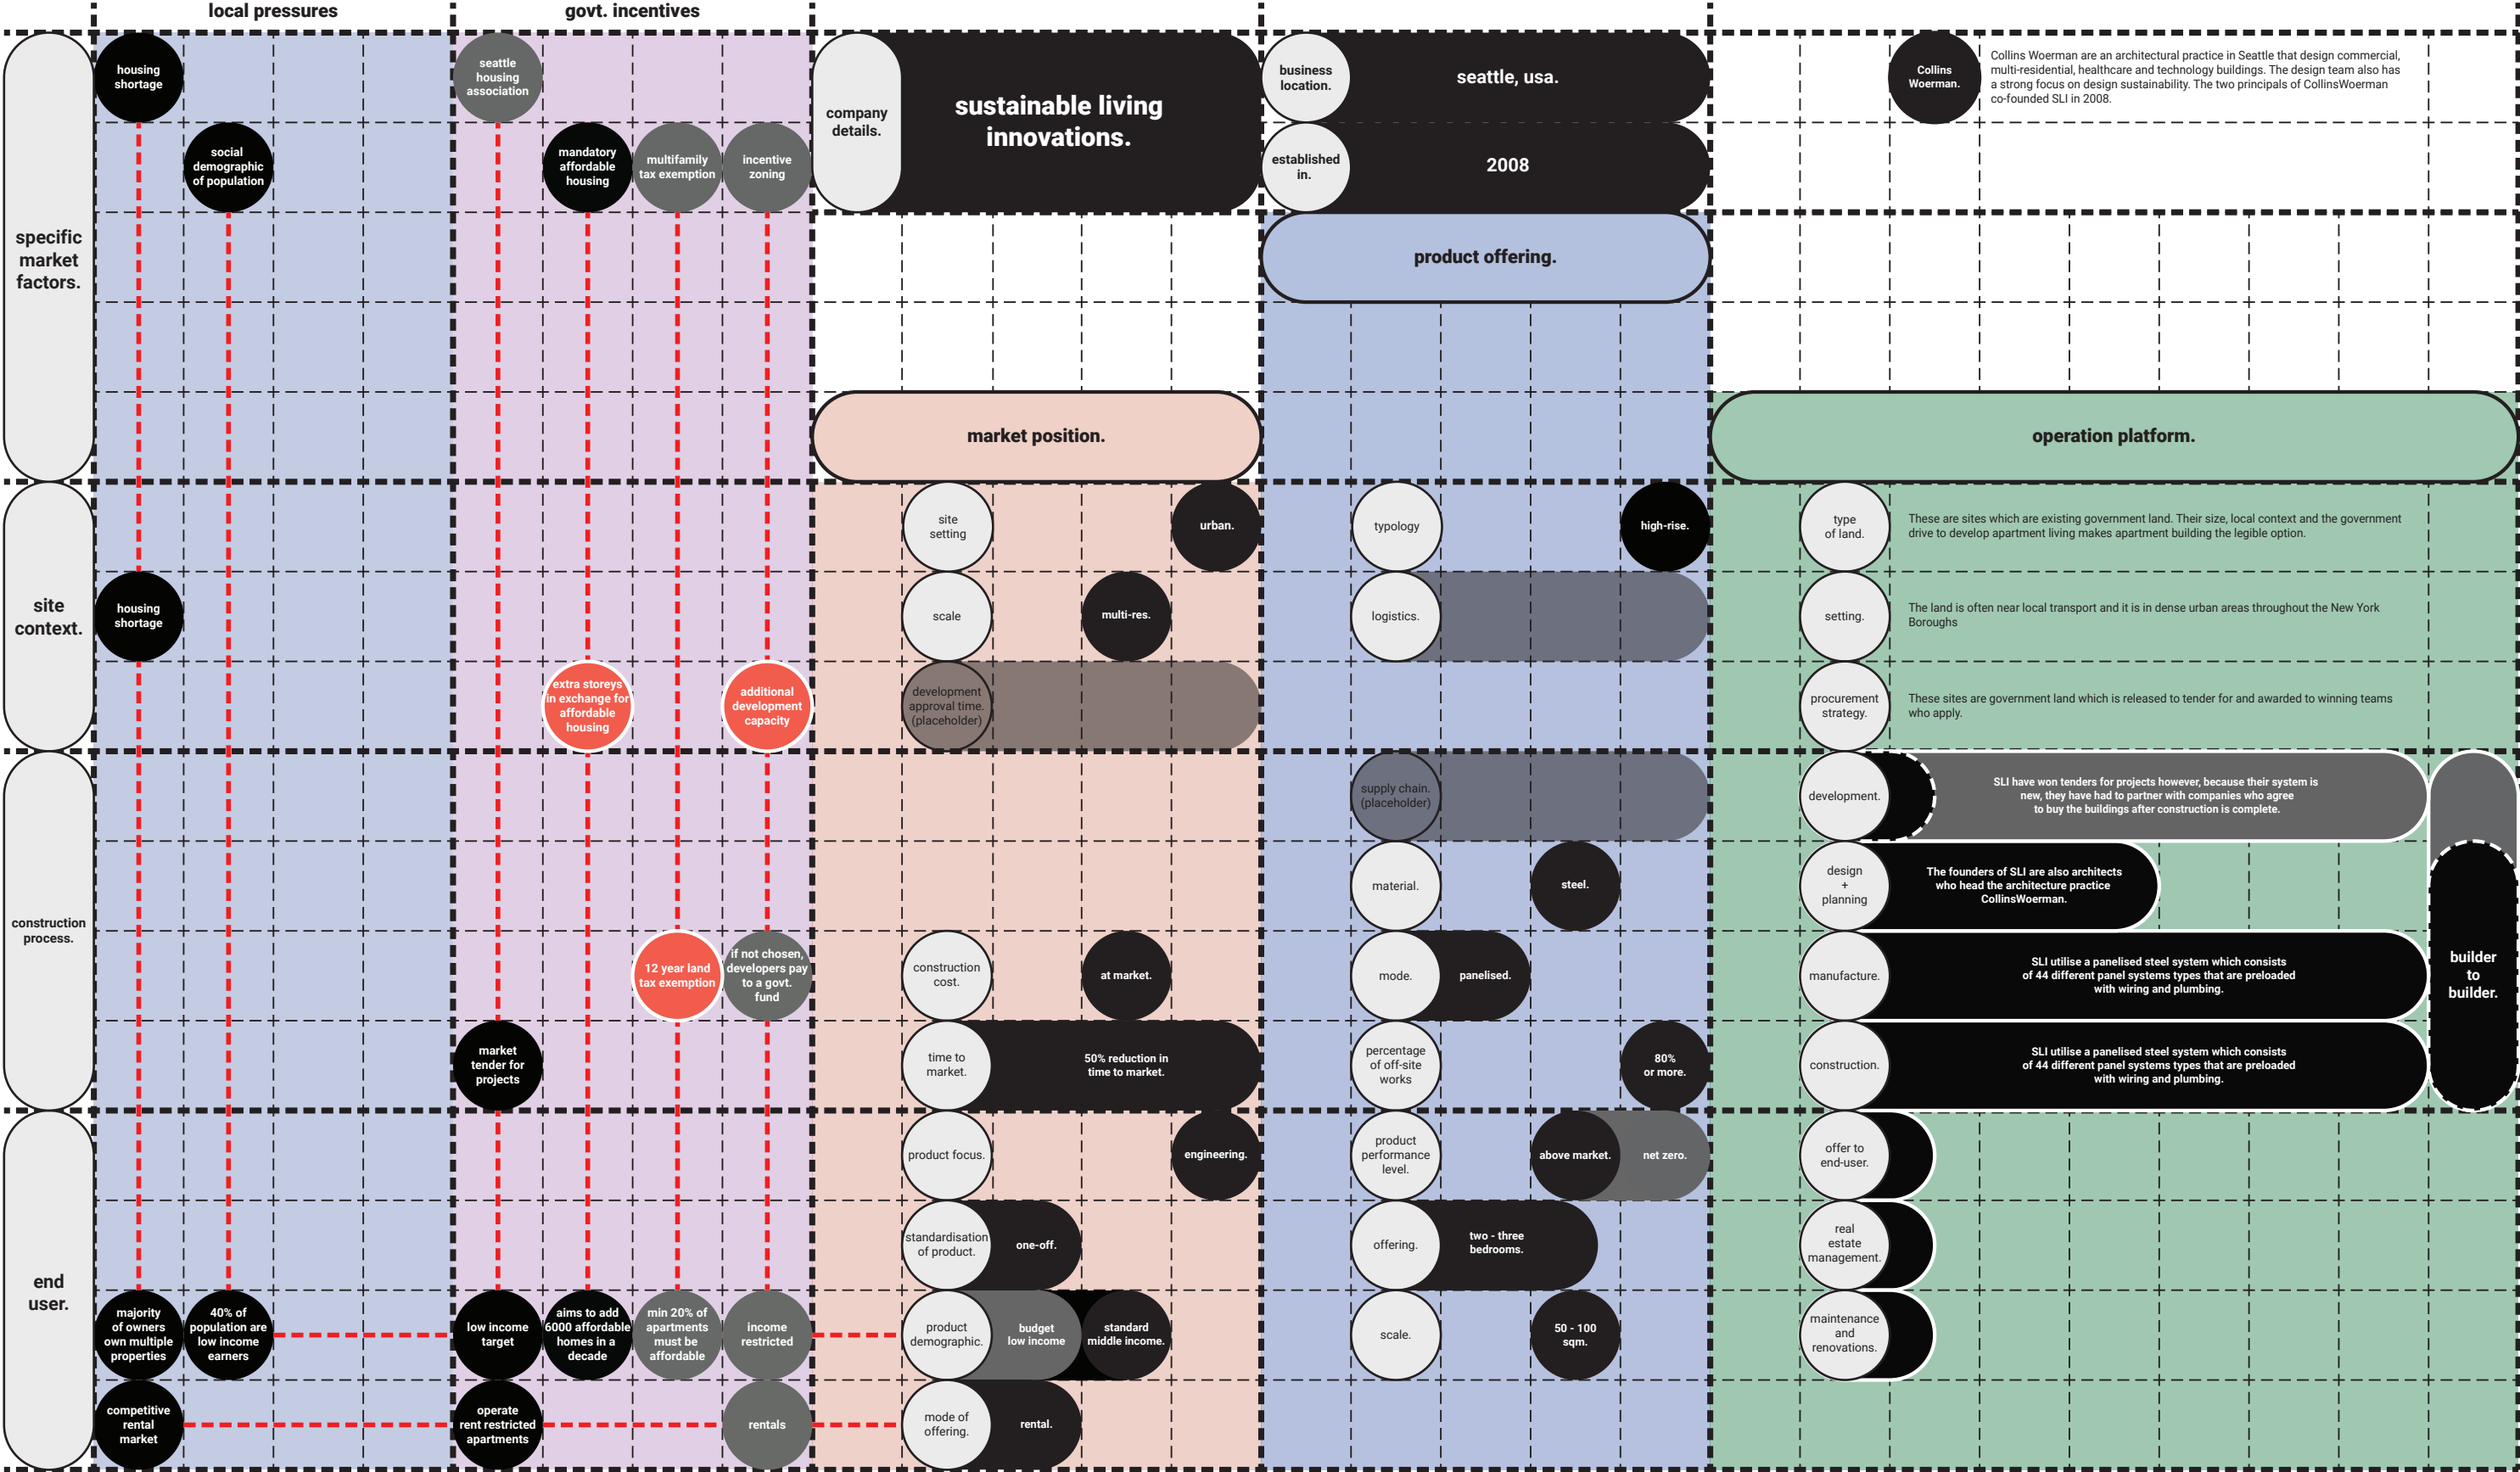 local pressures
govt. incentives
specific
market
factors.
housing
shortage
social
demographic
of population
seattle
housing
association
mandatory
affordable
housing
multifamily
tax exemption
incentive
zoning
company
details.
sustainable living
innovations.
business
location.
seattle, usa.
established
in.
2008
Collins
Woerman.
Collins Woerman are an architectural practice in Seattle that design commercial,
multi-residential, healthcare and technology buildings. The design team also has
a strong focus on design sustainability. The two principals of CollinsWoerman
co-founded SLI in 2008.
product offering.
market position.
operation platform.
site
context.
housing
shortage
extra storeys
in exchange for
affordable
housing
additional
development
capacity
site
setting
urban.
scale
multi-res.
development
approval time.
(placeholder)
typology
high-rise.
logistics.
type
of land.
These are sites which are existing government land. Their size, local context and the government
drive to develop apartment living makes apartment building the legible option.
setting.
The land is often near local transport and it is in dense urban areas throughout the New York
Boroughs
procurement
strategy.
These sites are government land which is released to tender for and awarded to winning teams
who apply.
construction
process.
12 year land
tax exemption
if not chosen,
developers pay
to a govt.
fund
market
tender for
projects
construction
cost.
at market.
time to
market.
50% reduction in
time to market.
supply chain.
(placeholder)
material.
steel.
mode.
panelised.
percentage
of off-site
works
80%
or more.
development.
SLI have won tenders for projects however, because their system is
new, they have had to partner with companies who agree
to buy the buildings after construction is complete.
design
+
planning
The founders of SLI are also architects
who head the architecture practice
CollinsWoerman.
manufacture.
SLI utilise a panelised steel system which consists
of 44 different panel systems types that are preloaded
with wiring and plumbing.
construction.
SLI utilise a panelised steel system which consists
of 44 different panel systems types that are preloaded
with wiring and plumbing.
builder
to
builder.
end
user.
majority
of owners
own multiple
properties
40% of
population are
low income
earners
competitive
rental
market
low income
target
aims to add
6000 affordable
homes in a
decade
min 20% of
apartments
must be
affordable
income
restricted
operate
rent restricted
apartments
rentals
product focus.
engineering.
standardisation
of product.
one-off.
product
demographic.
budget
low income
standard
middle income.
mode of
offering.
rental.
product
performance
level.
above market.
net zero.
offering.
two - three
bedrooms.
scale.
50 - 100
sqm.
offer to
end-user.
real
estate
management.
maintenance
and
renovations.